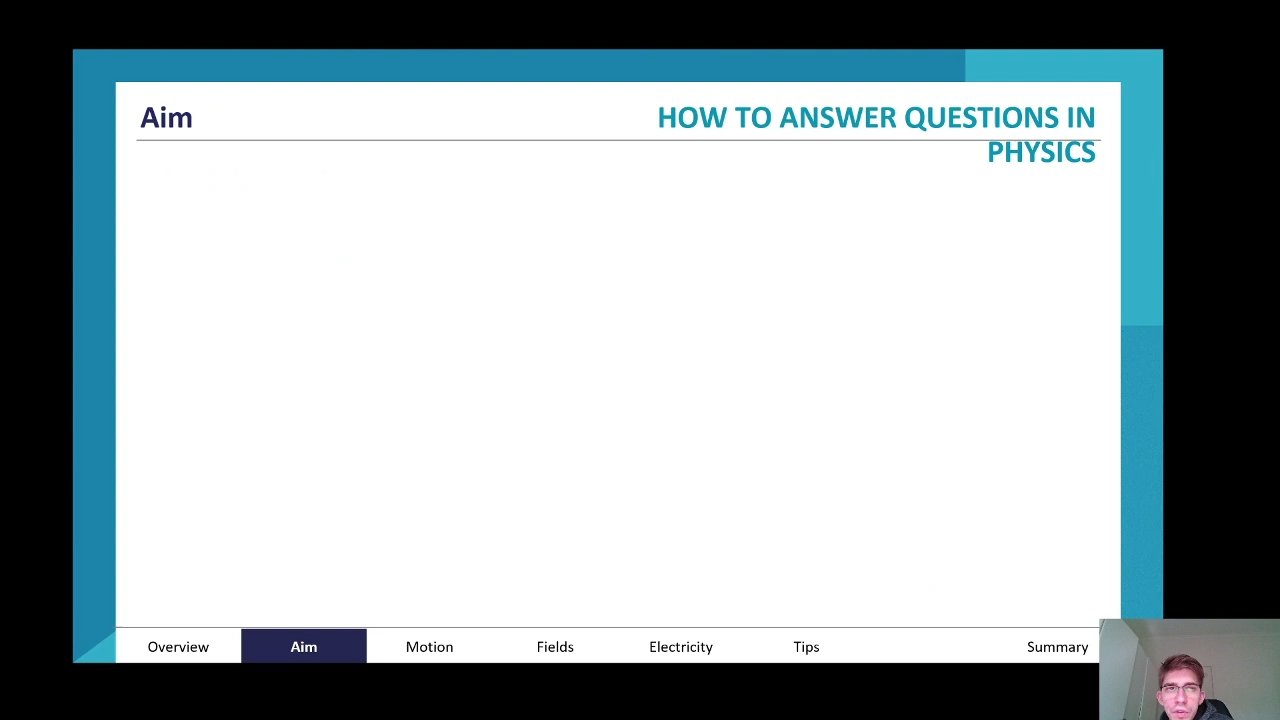 Aim
HOW TO ANSWER QUESTIONS IN
PHYSICS
Overview
Aim
Motion
Fields
Electricity
Tips
Summary